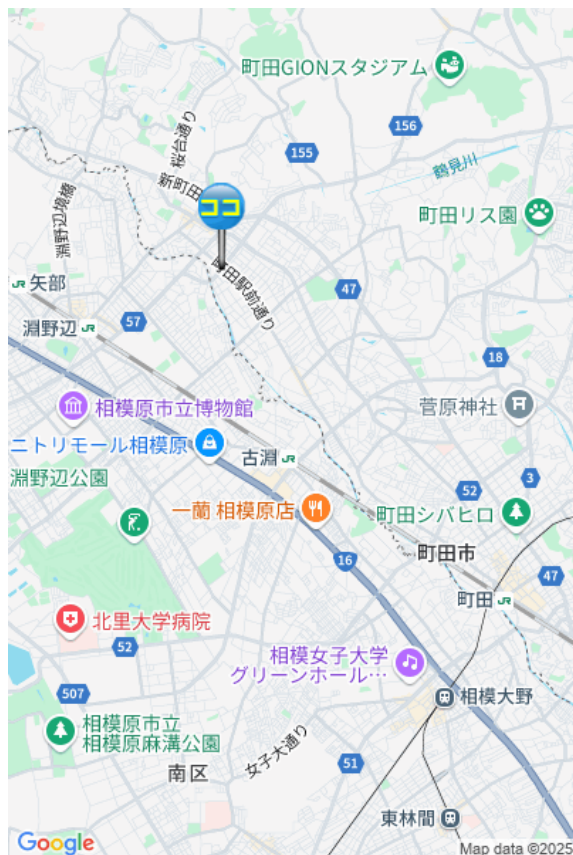 町田GIONスタジアム
桜台通り
156
155
新町田
鶴見川
ココ
町田リス園
淵野辺境橋
町田駅前通り
JR 矢部
47
57
淵野辺 JR
18
相模原市立博物館
菅原神社
ニトリモール相模原
古淵 JR
淵野辺公園
3
52
一蘭 相模原店
町田シバヒロ
町田市
16
47
町田 JR
北里大学病院
52
相模女子大学
グリーンホール…
507
相模大野
相模原市立
相模原麻溝公園
女子大通り
51
南区
東林間
Google
Map data ©2025